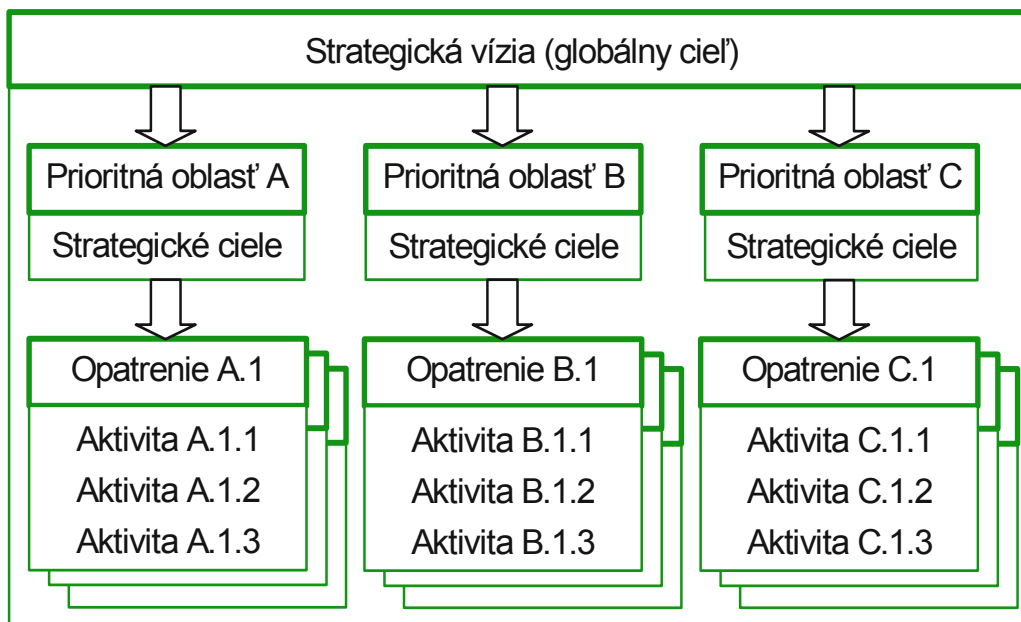 Strategická vízia (globálny cieľ)
Prioritná oblasť A
Strategické ciele
Opatrenie A.1
Aktivita A.1.1
Aktivita A.1.2
Aktivita A.1.3
Prioritná oblasť B
Strategické ciele
Opatrenie B.1
Aktivita B.1.1
Aktivita B.1.2
Aktivita B.1.3
Prioritná oblasť C
Strategické ciele
Opatrenie C.1
Aktivita C.1.1
Aktivita C.1.2
Aktivita C.1.3